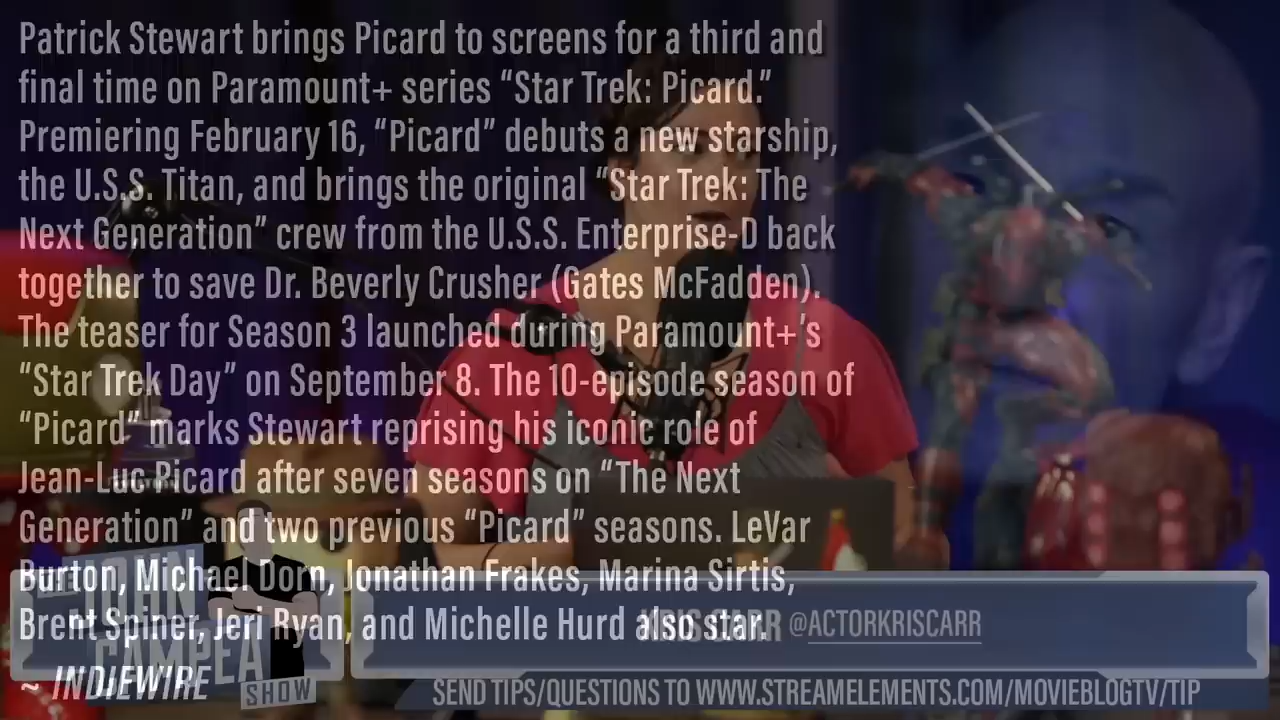 Patrick Stewart brings Picard to screens for a third and
final time on Paramount+ series “Star Trek: Picard.”
Premiering February 16, “Picard” debuts a new starship,
the U.S.S. Titan, and brings the original “Star Trek: The
Next Generation” crew from the U.S.S. Enterprise-D back
together to save Dr. Beverly Crusher (Gates McFadden).
The teaser for Season 3 launched during Paramount+’s
“Star Trek Day” on September 8. The 10-episode season of
“Picard” marks Stewart reprising his iconic role of
Jean-Luc Picard after seven seasons on “The Next
Generation” and two previous “Picard” seasons. LeVar
Burton, Michael Dorn, Jonathan Frakes, Marina Sirtis,
Brent Spiner, Jeri Ryan, and Michelle Hurd also star.
~ INDIEWIRE
THE
JOHN
CAMPEA
SHOW
KRIS CARR @ACTORKRISCARR
SEND TIPS/QUESTIONS TO WWW.STREAMELEMENTS.COM/MOVIEBLOGTV/TIP